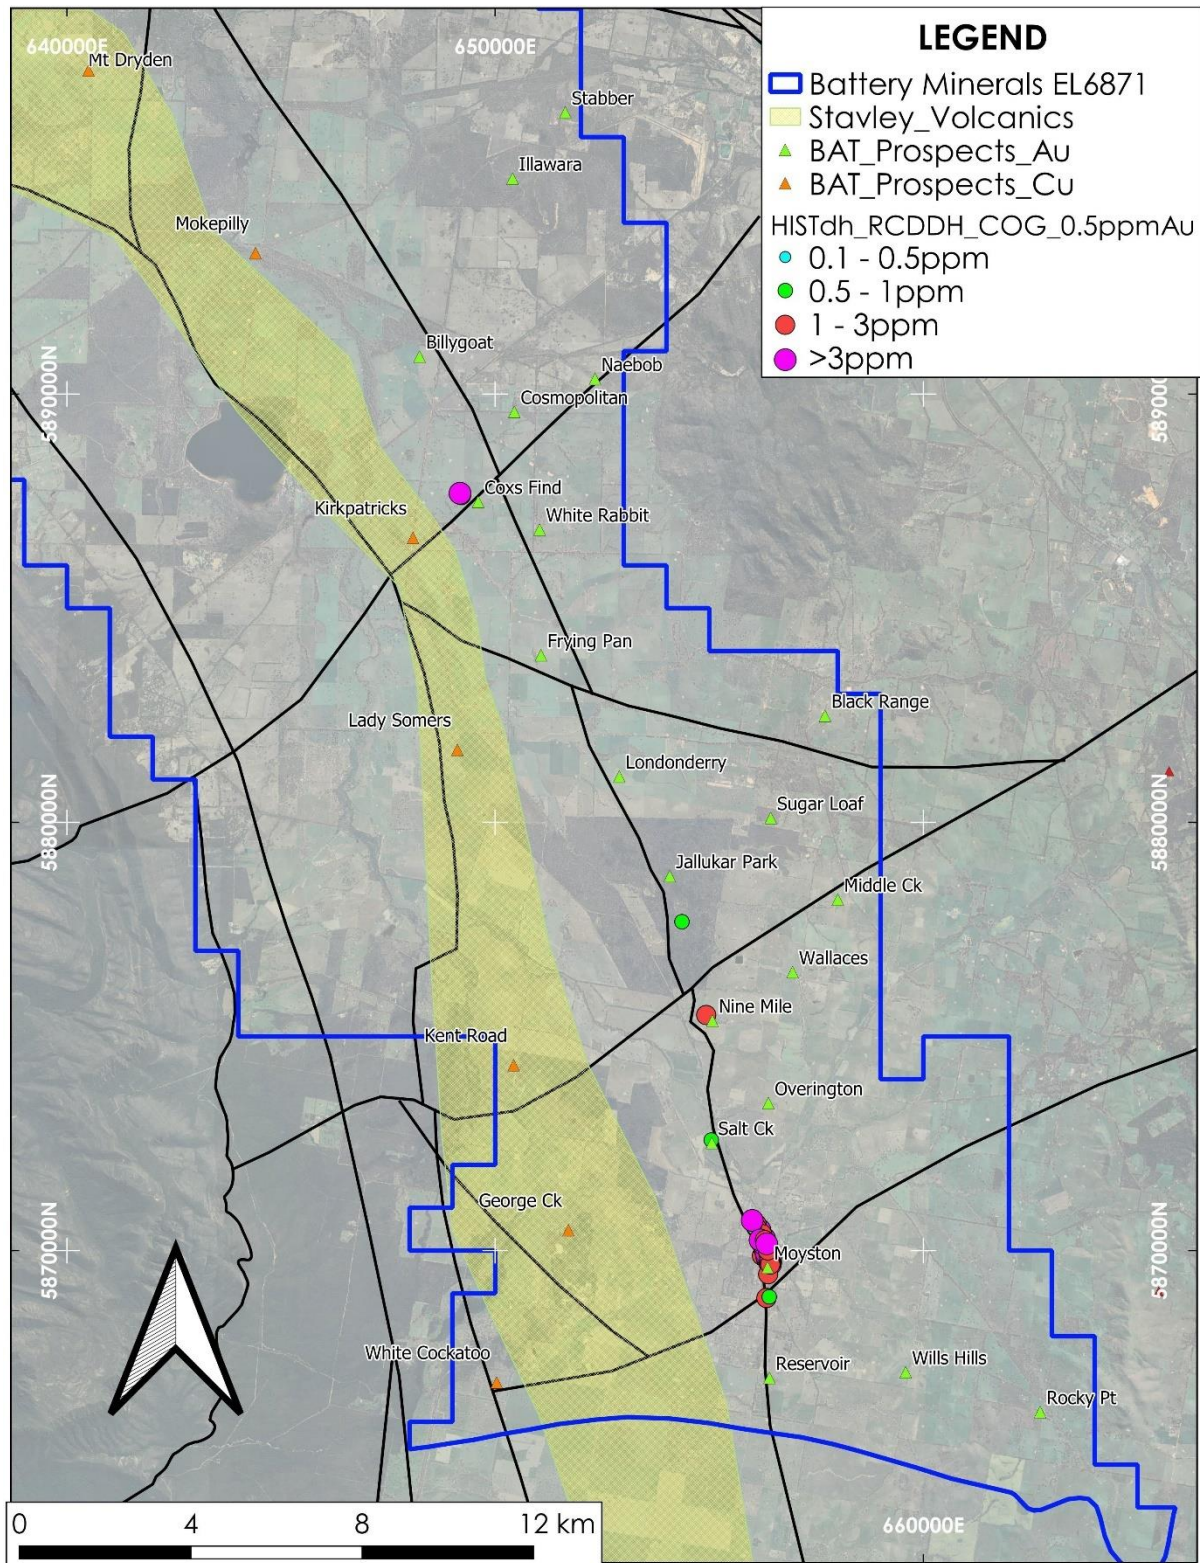 640000E
650000E
Mt Dryden
Stabber
Illawara
Mokepilly
Billygoat
Naebob
Cosmopolitan
5890000N
5890000N
Coxs Find
Kirkpatricks
White Rabbit
Frying Pan
Lady Somers
Black Range
Londonderry
5880000N
5880000N
Sugar Loaf
Jallukar Park
Middle Ck
Wallaces
Nine Mile
Kent Road
Overington
Salt Ck
George Ck
5870000N
5870000N
Moyston
White Cockatoo
Reservoir
Wills Hills
Rocky Pt
660000E
0 4 8 12 km
LEGEND
Battery Minerals EL6871
Stavley_Volcanics
BAT_Prospects_Au
BAT_Prospects_Cu
HISTdh_RCDDH_COG_0.5ppmAu
0.1 - 0.5ppm
0.5 - 1ppm
1 - 3ppm
>3ppm